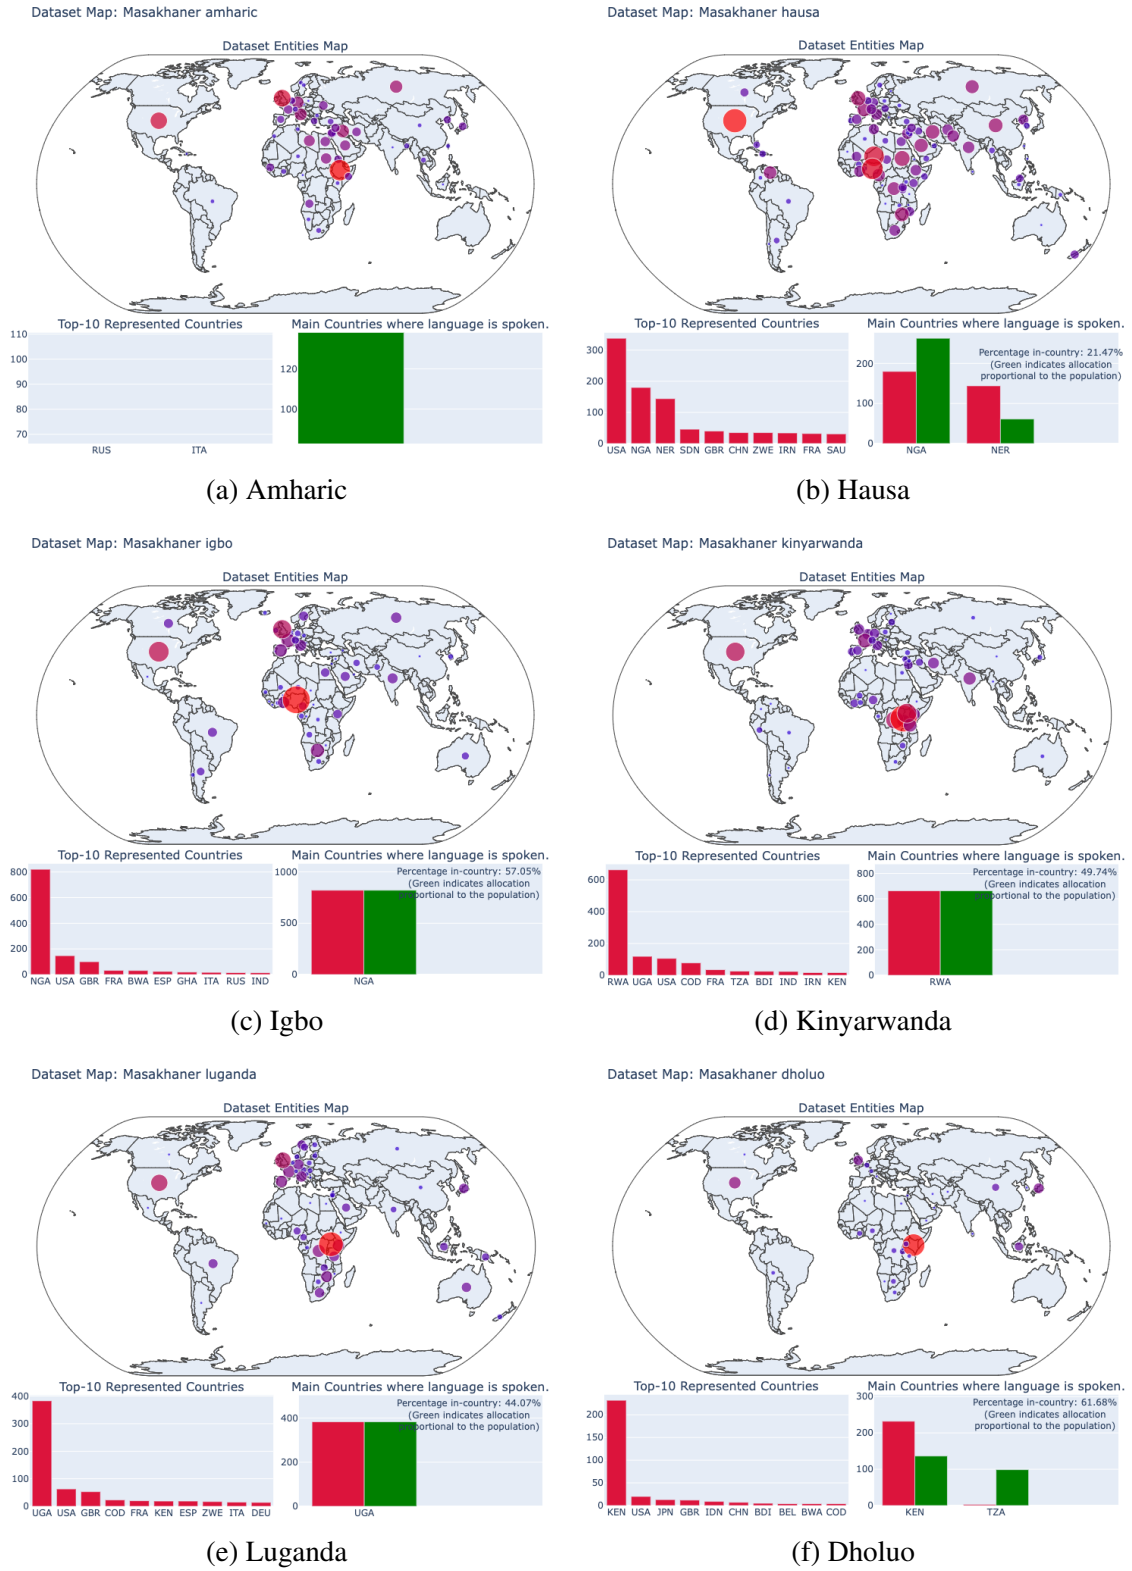 Dataset Map: Masakhaner amharic
Dataset Entities Map
Top-10 Represented Countries
110
100
90
80
70
RUS ITA
Main Countries where language is spoken.
120
100
(a) Amharic
Dataset Map: Masakhaner hausa
Dataset Entities Map
Top-10 Represented Countries
300
200
100
0
USA NGA NER SDN GBR CHN ZWE IRN FRA SAU
Main Countries where language is spoken.
Percentage in-country: 21.47%
(Green indicates allocation
proportional to the population)
200
100
0
NGA NER
(b) Hausa
Dataset Map: Masakhaner igbo
Dataset Entities Map
Top-10 Represented Countries
800
600
400
200
0
NGA USA GBR FRA BWA ESP GHA ITA RUS IND
Main Countries where language is spoken.
Percentage in-country: 57.05%
(Green indicates allocation
proportional to the population)
1000
500
0
NGA
(c) Igbo
Dataset Map: Masakhaner kinyarwanda
Dataset Entities Map
Top-10 Represented Countries
600
400
200
0
RWA UGA USA COD FRA TZA BDI IND IRN KEN
Main Countries where language is spoken.
Percentage in-country: 49.74%
(Green indicates allocation
proportional to the population)
800
600
400
200
0
RWA
(d) Kinyarwanda
Dataset Map: Masakhaner luganda
Dataset Entities Map
Top-10 Represented Countries
400
300
200
100
0
UGA USA GBR COD FRA KEN ESP ZWE ITA DEU
Main Countries where language is spoken.
Percentage in-country: 44.07%
(Green indicates allocation
proportional to the population)
400
200
0
UGA
(e) Luganda
Dataset Map: Masakhaner dholuo
Dataset Entities Map
Top-10 Represented Countries
200
150
100
50
0
KEN USA JPN GBR IDN CHN BDI BEL BWA COD
Main Countries where language is spoken.
Percentage in-country: 61.68%
(Green indicates allocation
proportional to the population)
300
200
100
0
KEN TZA
(f) Dholuo